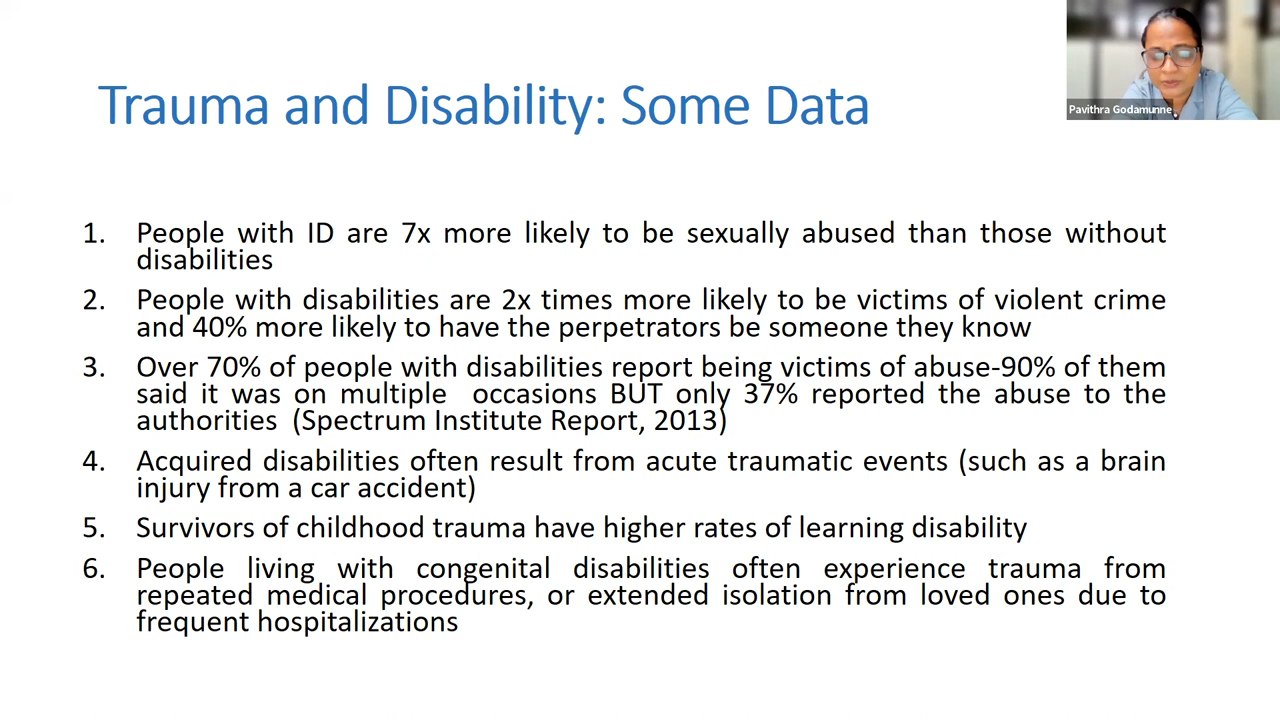 Pavithra Godamunne
Trauma and Disability: Some Data
1. People with ID are 7x more likely to be sexually abused than those without
disabilities
2. People with disabilities are 2x times more likely to be victims of violent crime
and 40% more likely to have the perpetrators be someone they know
3. Over 70% of people with disabilities report being victims of abuse-90% of them
said it was on multiple occasions BUT only 37% reported the abuse to the
authorities (Spectrum Institute Report, 2013)
4. Acquired disabilities often result from acute traumatic events (such as a brain
injury from a car accident)
5. Survivors of childhood trauma have higher rates of learning disability
6. People living with congenital disabilities often experience trauma from
repeated medical procedures, or extended isolation from loved ones due to
frequent hospitalizations